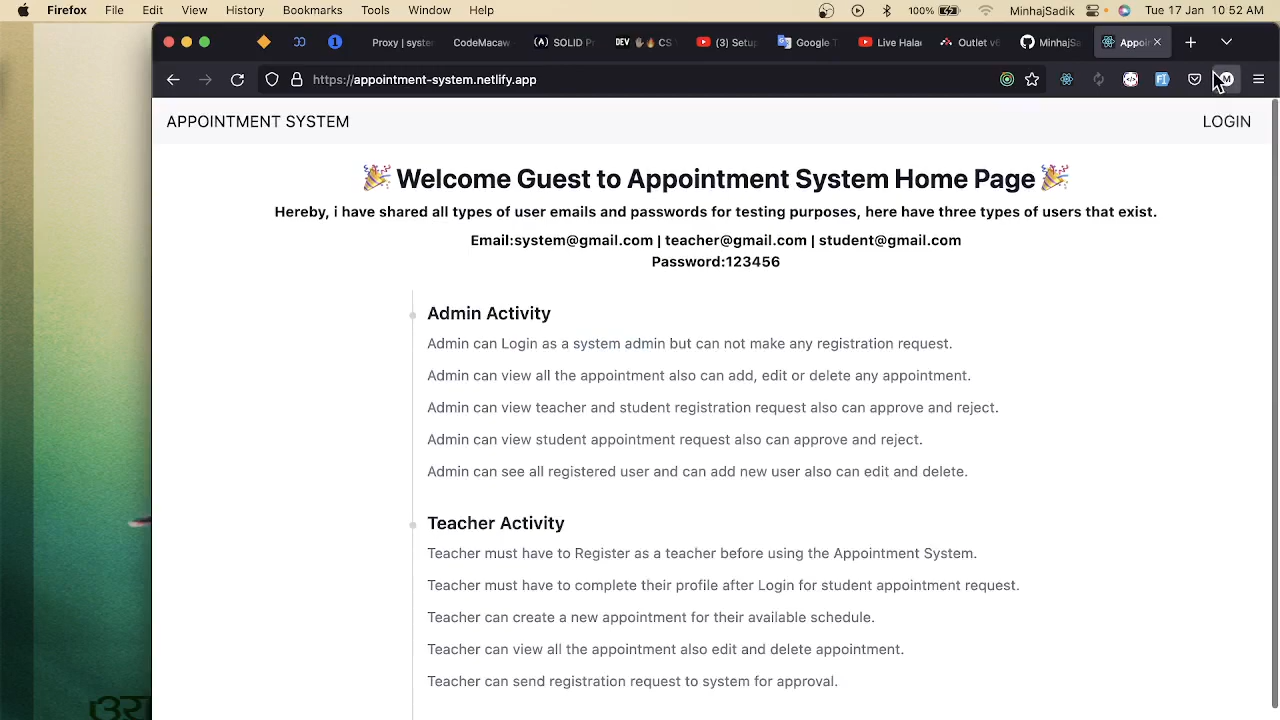 Firefox File Edit View History Bookmarks Tools Window Help 100% MinhajSadik Tue 17 Jan 10:52 AM
Proxy | syster CodeMacaw (A) SOLID Pr DEV CS (3) Setup Google T Live Halal Outlet v6 MinhajSa Appoin
https://appointment-system.netlify.app
APPOINTMENT SYSTEM LOGIN
🎉 Welcome Guest to Appointment System Home Page 🎉
Hereby, i have shared all types of user emails and passwords for testing purposes, here have three types of users that exist.
Email:system@gmail.com | teacher@gmail.com | student@gmail.com
Password:123456
Admin Activity
Admin can Login as a system admin but can not make any registration request.
Admin can view all the appointment also can add, edit or delete any appointment.
Admin can view teacher and student registration request also can approve and reject.
Admin can view student appointment request also can approve and reject.
Admin can see all registered user and can add new user also can edit and delete.
Teacher Activity
Teacher must have to Register as a teacher before using the Appointment System.
Teacher must have to complete their profile after Login for student appointment request.
Teacher can create a new appointment for their available schedule.
Teacher can view all the appointment also edit and delete appointment.
Teacher can send registration request to system for approval.